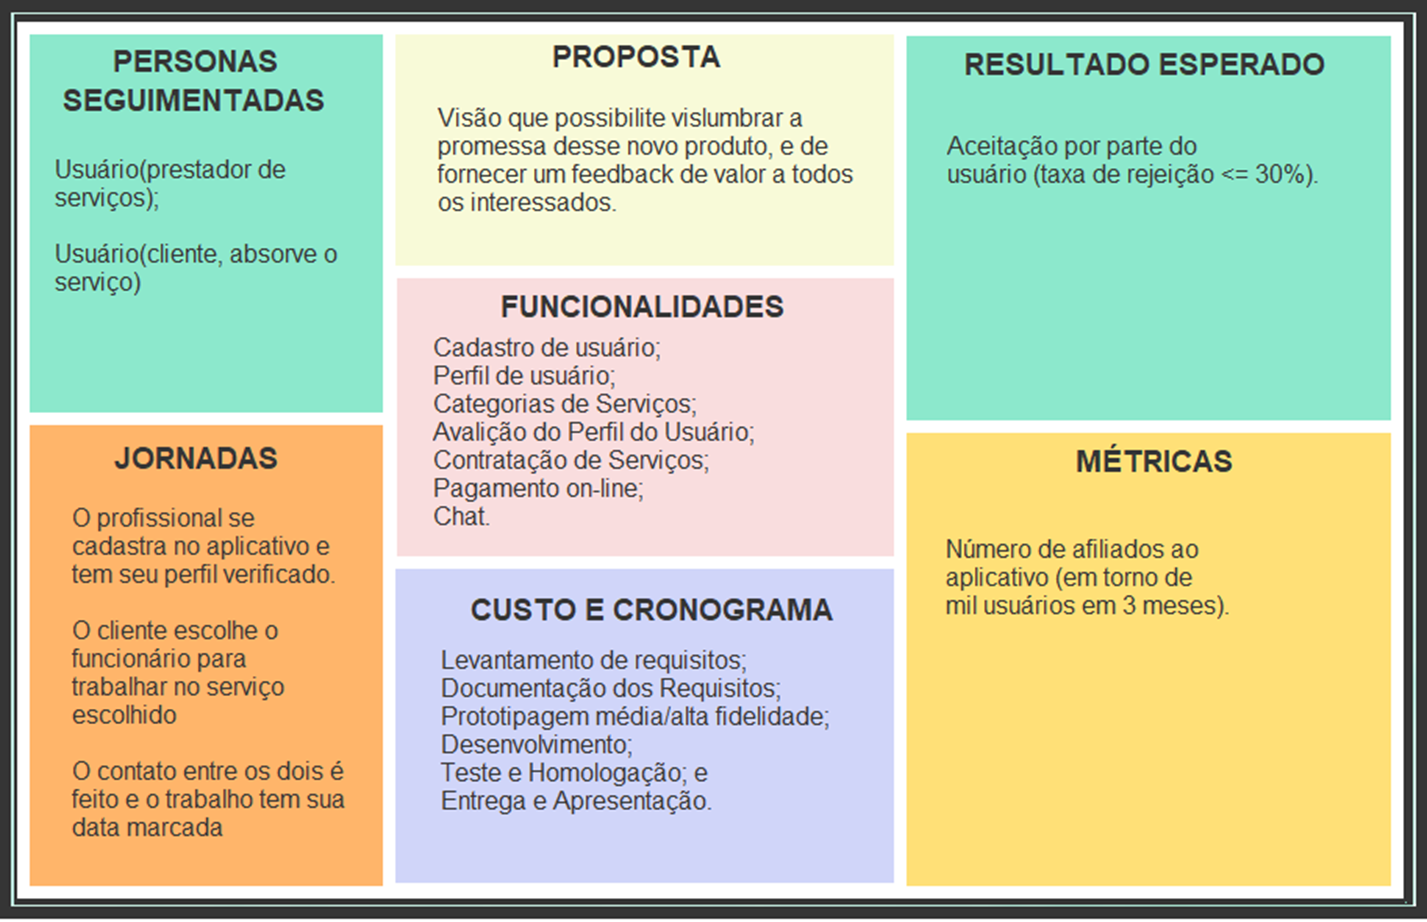 PERSONAS
SEGUIMENTADAS
Usuário(prestador de
serviços);
Usuário(cliente, absorve o
serviço)
JORNADAS
O profissional se
cadastra no aplicativo e
tem seu perfil verificado.
O cliente escolhe o
funcionário para
trabalhar no serviço
escolhido
O contato entre os dois é
feito e o trabalho tem sua
data marcada
PROPOSTA
Visão que possibilite vislumbrar a
promessa desse novo produto, e de
fornecer um feedback de valor a todos
os interessados.
FUNCIONALIDADES
Cadastro de usuário;
Perfil de usuário;
Categorias de Serviços;
Avalição do Perfil do Usuário;
Contratação de Serviços;
Pagamento on-line;
Chat.
CUSTO E CRONOGRAMA
Levantamento de requisitos;
Documentação dos Requisitos;
Prototipagem média/alta fidelidade;
Desenvolvimento;
Teste e Homologação; e
Entrega e Apresentação.
RESULTADO ESPERADO
Aceitação por parte do
usuário (taxa de rejeição <= 30%).
MÉTRICAS
Número de afiliados ao
aplicativo (em torno de
mil usuários em 3 meses).